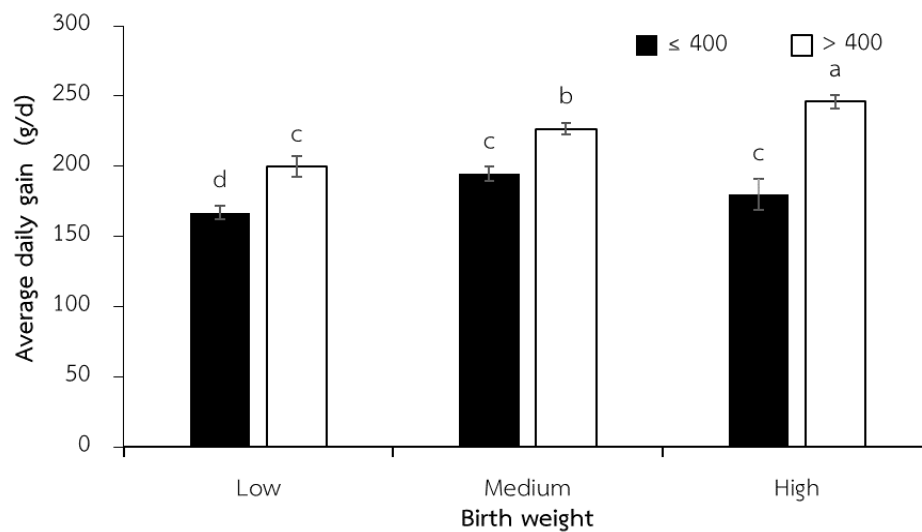 300
250
200
150
100
50
0
Average daily gain (g/d)
≤ 400
> 400
d
c
c
b
c
a
Low
Medium
High
Birth weight